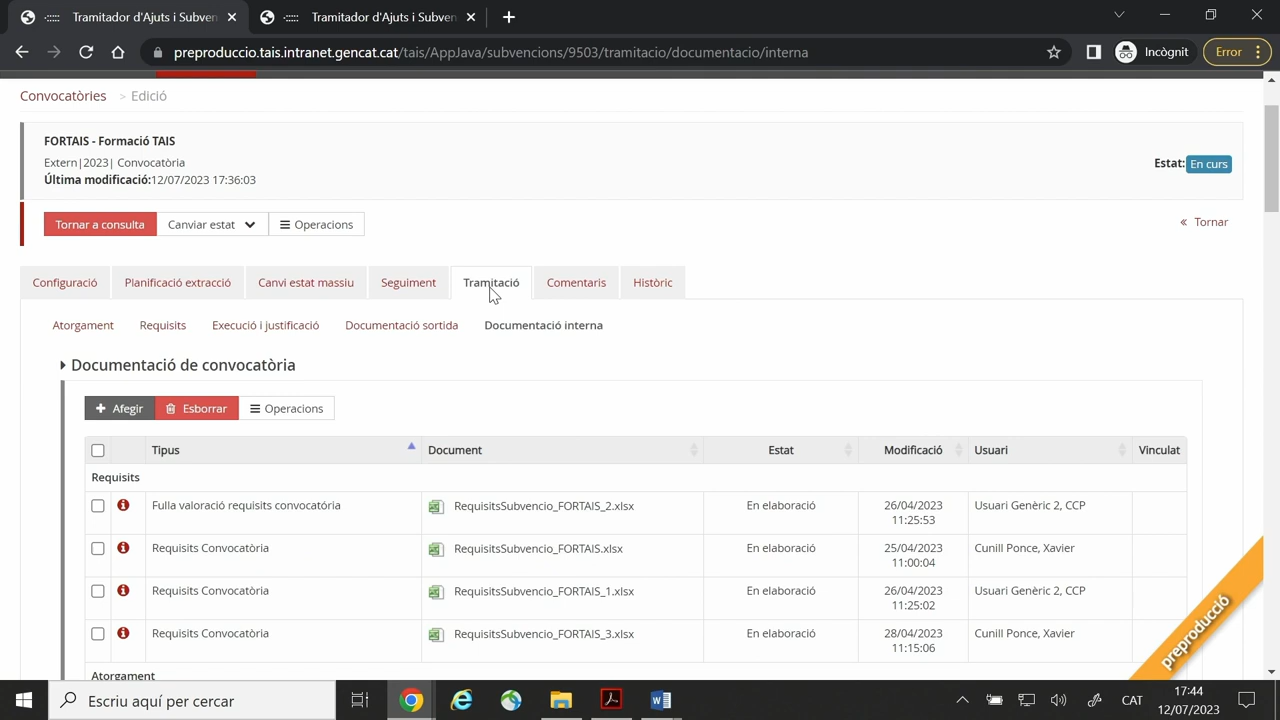 Tramitador d'Ajuts i Subven
Tramitador d'Ajuts i Subven
preproduccio.tais.intranet.gencat.cat/tais/AppJava/subvencions/9503/tramitacio/documentacio/interna
Incògnit
Error
Convocatòries > Edició
FORTAIS - Formació TAIS
Extern|2023| Convocatòria
Última modificació:12/07/2023 17:36:03
Estat: En curs
Tornar a consulta Canviar estat Operacions
« Tornar
Configuració Planificació extracció Canvi estat massiu Seguiment Tramitació Comentaris Històric
Atorgament Requisits Execució i justificació Documentació sortida Documentació interna
Documentació de convocatòria
+ Afegir Esborrar Operacions
Tipus Document Estat Modificació Usuari Vinculat
Requisits
Fulla valoració requisits convocatória RequisitsSubvencio_FORTAIS_2.xlsx En elaboració 26/04/2023 Usuari Genèric 2, CCP
11:25:53
Requisits Convocatòria RequisitsSubvencio_FORTAIS.xlsx En elaboració 25/04/2023 Cunill Ponce, Xavier
11:00:04
Requisits Convocatòria RequisitsSubvencio_FORTAIS_1.xlsx En elaboració 26/04/2023 Usuari Genèric 2, CCP
11:25:02
Requisits Convocatòria RequisitsSubvencio_FORTAIS_3.xlsx En elaboració 28/04/2023 Cunill Ponce, Xavier
11:15:06
Atorgament
preproducció
Escriu aquí per cercar
CAT
17:44
12/07/2023